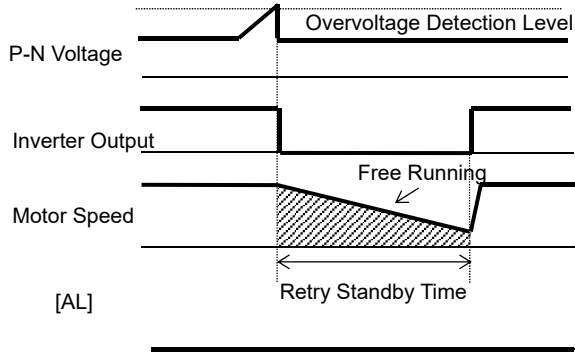 Overvoltage Detection Level
P-N Voltage
Inverter Output
Free Running
Motor Speed
Retry Standby Time
[AL]